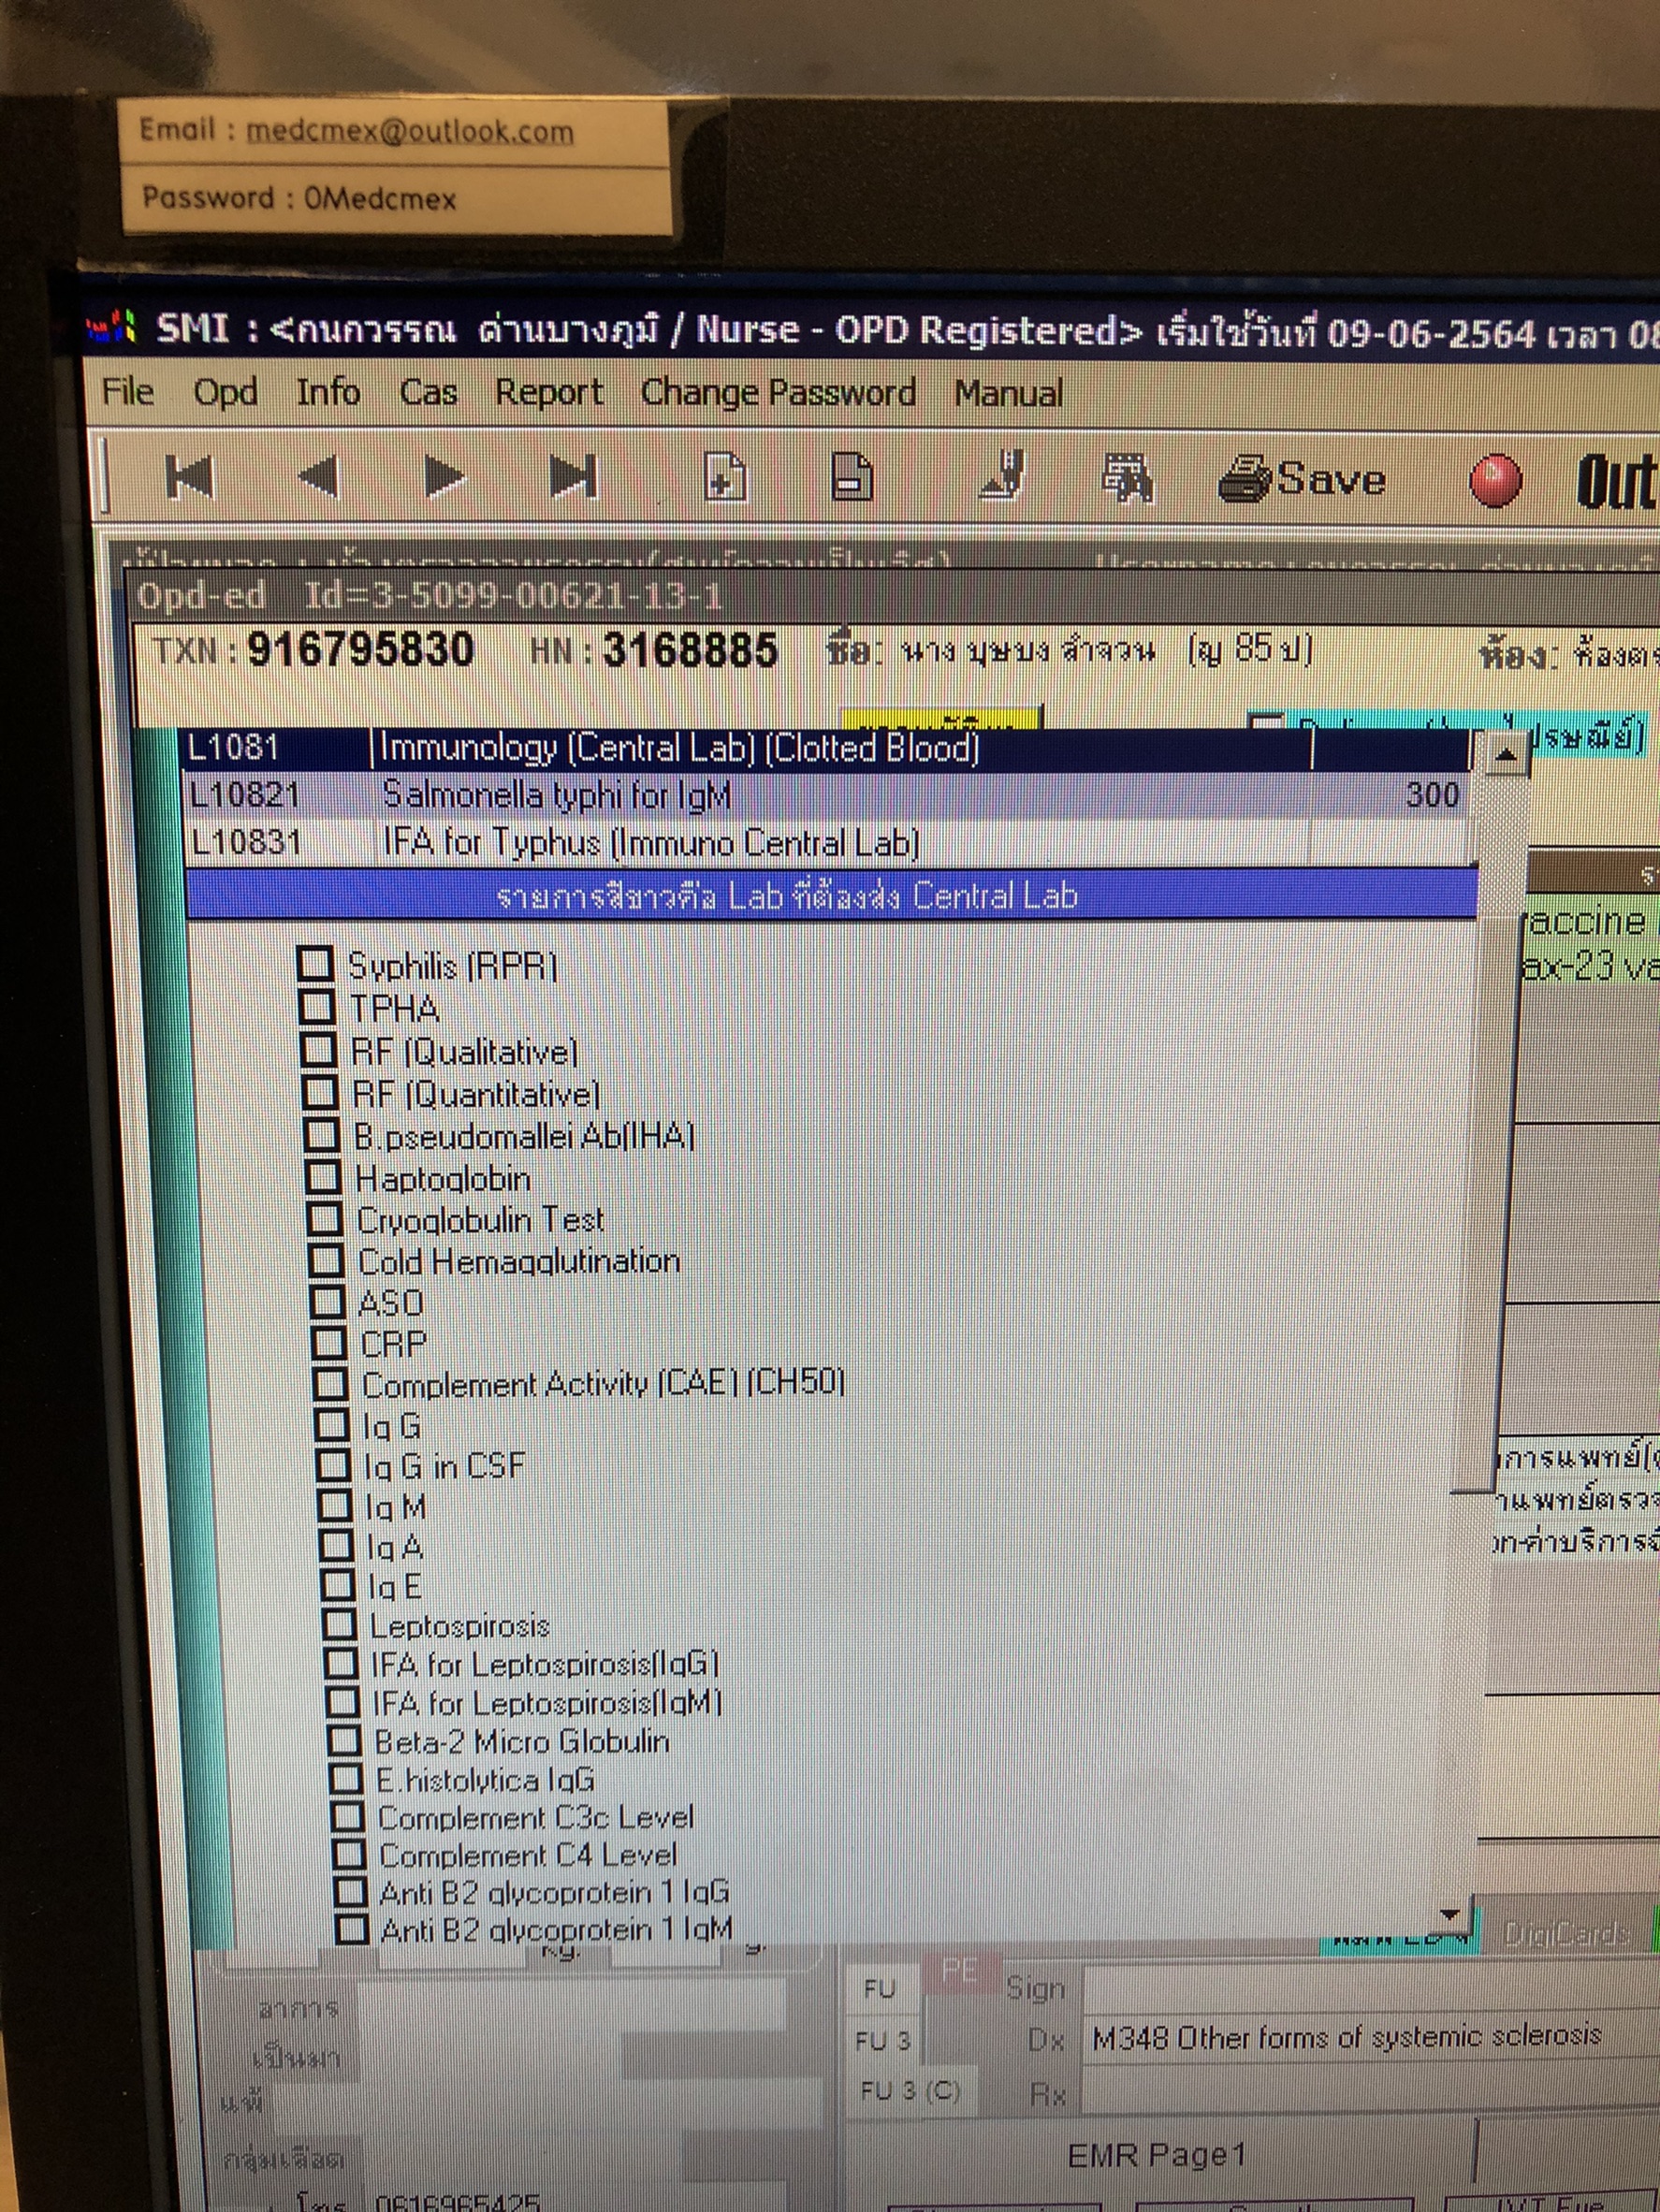 Email : medcmex@outlook.com
Password : 0Medcmex
SMI : <กนกวรรณ ด่านบางภูมิ / Nurse - OPD Registered> เริ่มใช้วันที่ 09-06-2564 เวลา 08
File Opd Info Cas Report Change Password Manual
Save Out
Opd-ed Id=3-5099-00621-13-1
TXN : 916795830 HN : 3168885 ชื่อ: นาง บุษบง ลำจวน (ญ 85 ป) ห้อง:
ปรษณีย์)
L1081 Immunology (Central Lab) (Clotted Blood)
L10821 Salmonella typhi for IgM 300
L10831 IFA for Typhus (Immuno Central Lab)
รายการสีขาวคือ Lab ที่ต้องส่ง Central Lab
accine
ax-23 va
Syphilis (RPR)
TPHA
RF (Qualitative)
RF (Quantitative)
B.pseudomallei Ab(IHA)
Haptoglobin
Cryoglobulin Test
Cold Hemagglutination
ASO
CRP
Complement Activity (CAE) (CH50)
Ig G
Ig G in CSF
Ig M
Ig A
Ig E
Leptospirosis
IFA for Leptospirosis(IgG)
IFA for Leptospirosis(IgM)
Beta-2 Micro Globulin
E.histolytica IgG
Complement C3c Level
Complement C4 Level
Anti B2 glycoprotein 1 IgG
Anti B2 glycoprotein 1 IgM
การแพทย์
แพทย์ตรวจ
ค่าบริการ
DigiCards
FU PE Sign
อาการ
FU 3 Dx M348 Other forms of systemic sclerosis
เป็นมา
FU 3 (C) Rx
แพ้
EMR Page1
กลุ่มเลือด
โทร 0616965425